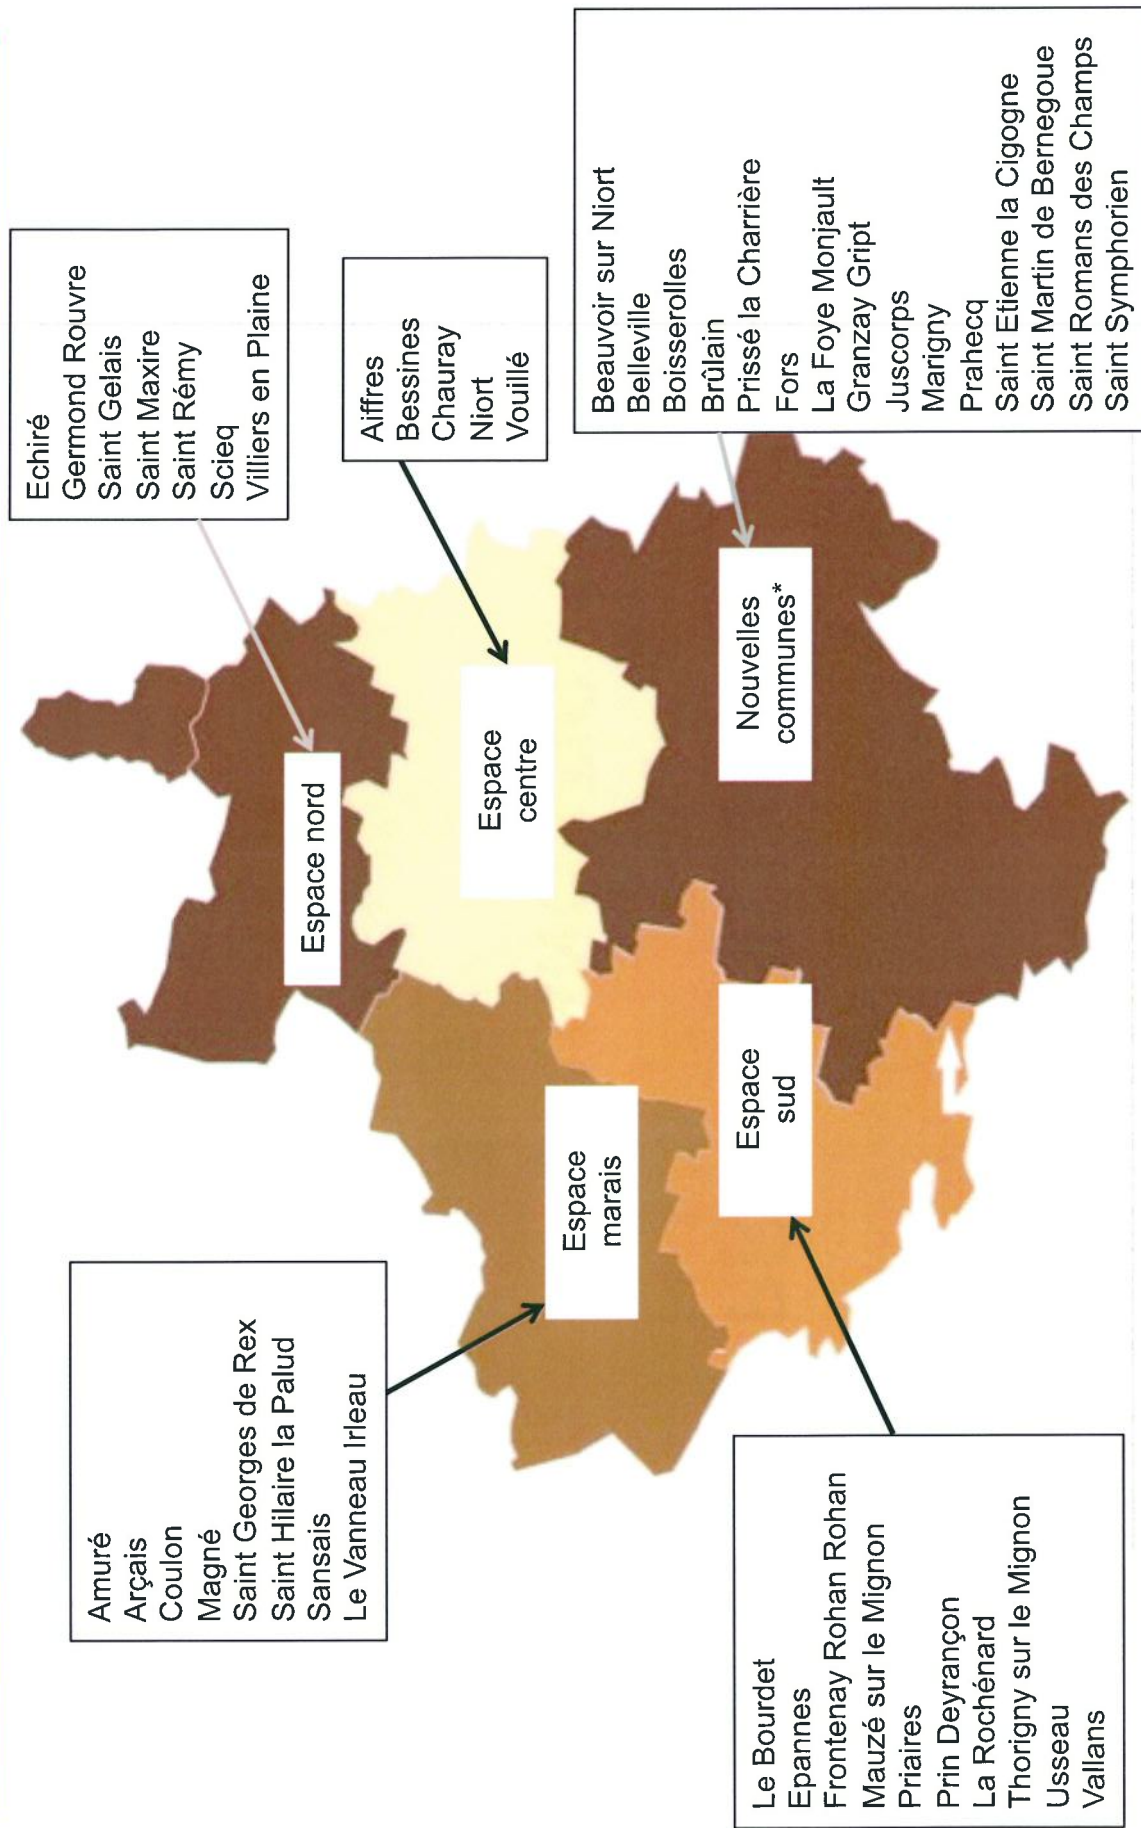 Echiré
Germond Rouvre
Saint Gelais
Saint Maxire
Saint Rémy
Scieq
Villiers en Plaine
Aiffres
Bessines
Chauray
Niort
Vouillé
Beauvoir sur Niort
Belleville
Boisserolles
Brûlain
Prissé la Charrière
Fors
La Foye Monjault
Granzay Gript
Juscorps
Marigny
Prahecq
Saint Etienne la Cigogne
Saint Martin de Bernegoue
Saint Romans des Champs
Saint Symphorien
Espace nord
Espace
centre
Nouvelles
communes*
Espace
marais
Espace
sud
Amuré
Arçais
Coulon
Magné
Saint Georges de Rex
Saint Hilaire la Palud
Sansais
Le Vanneau Irleau
Le Bourdet
Epannes
Frontenay Rohan Rohan
Mauzé sur le Mignon
Priaires
Prin Deyrançon
La Rochénard
Thorigny sur le Mignon
Usseau
Vallans